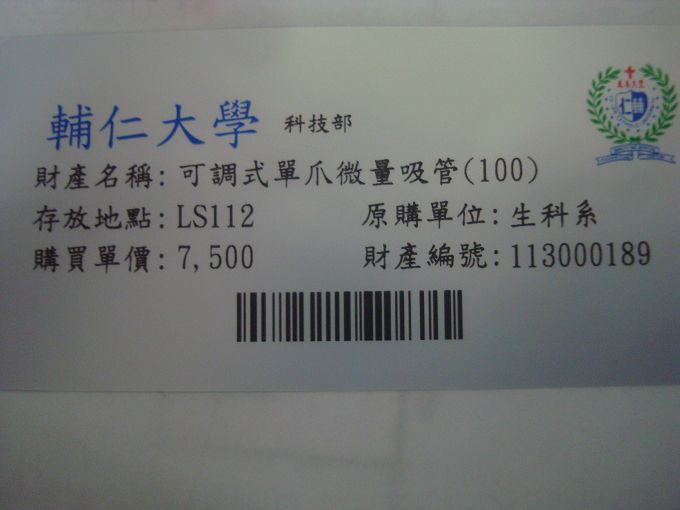 輔仁大學 科技部
財產名稱: 可調式單爪微量吸管(100)
存放地點: LS112 原購單位: 生科系
購買單價: 7,500 財產編號: 113000189